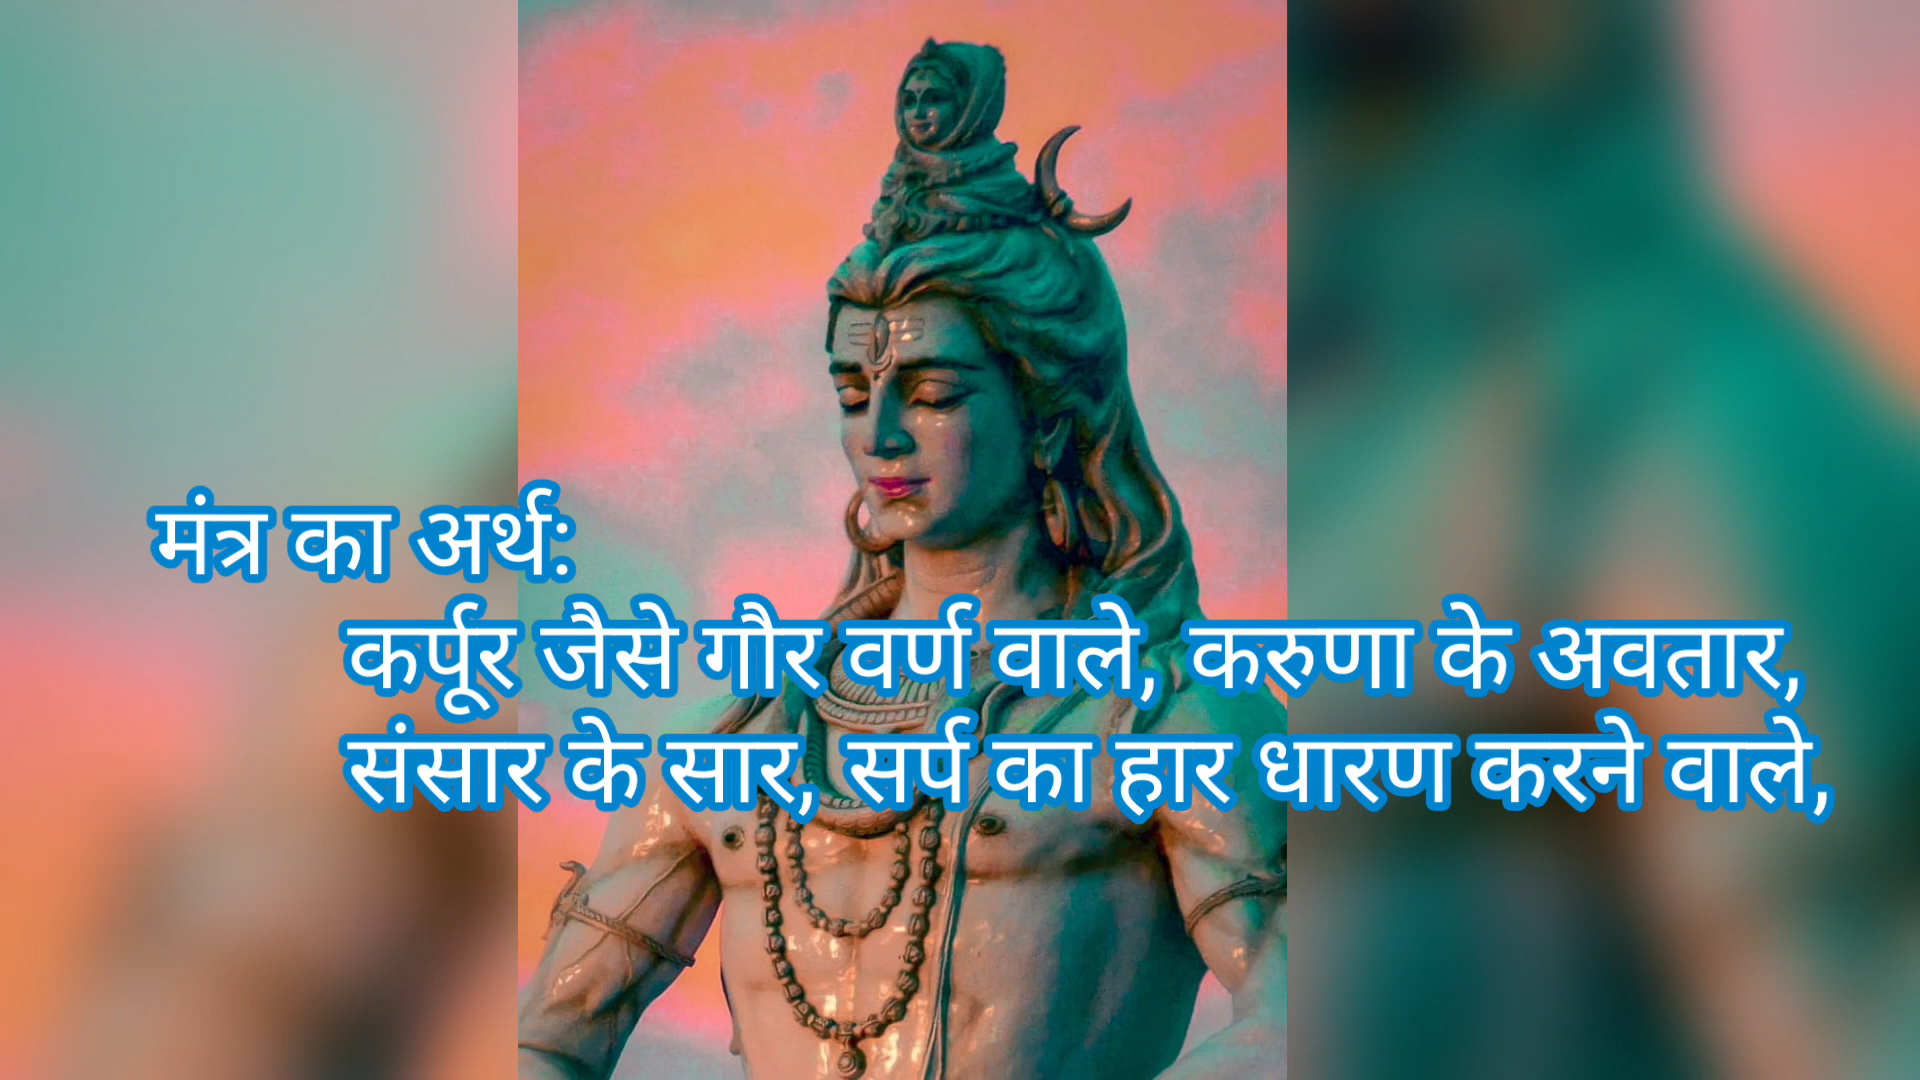 मंत्र का अर्थ:
कर्पूर जैसे गौर वर्ण वाले, करुणा के अवतार,
संसार के सार, सर्प का हार धारण करने वाले,